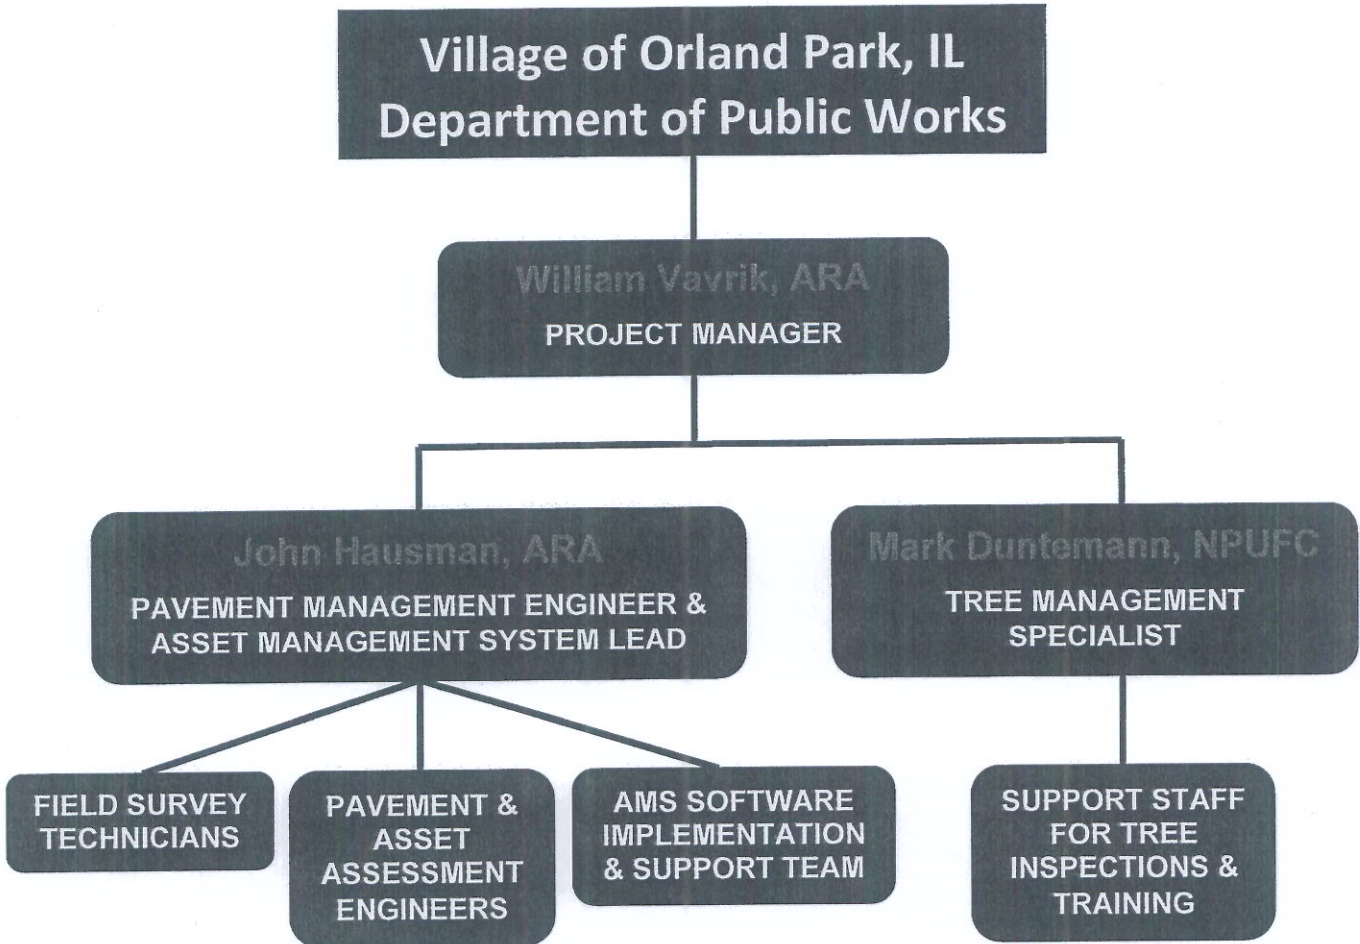 Village of Orland Park, IL
Department of Public Works
William Vavrik, ARA
PROJECT MANAGER
John Hausman, ARA
PAVEMENT MANAGEMENT ENGINEER &
ASSET MANAGEMENT SYSTEM LEAD
Mark Duntemann, NPUFC
TREE MANAGEMENT
SPECIALIST
FIELD SURVEY
TECHNICIANS
PAVEMENT &
ASSET
ASSESSMENT
ENGINEERS
AMS SOFTWARE
IMPLEMENTATION
& SUPPORT TEAM
SUPPORT STAFF
FOR TREE
INSPECTIONS &
TRAINING